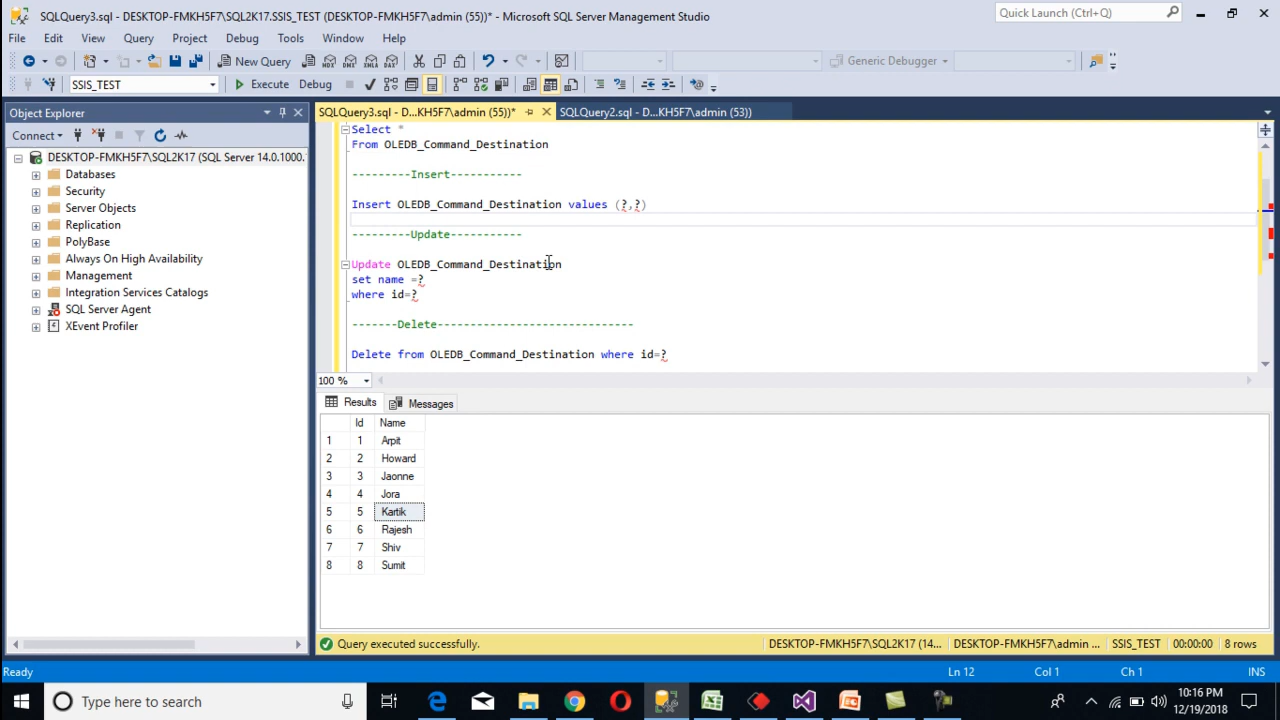 SQLQuery3.sql - DESKTOP-FMKH5F7\SQL2K17.SSIS_TEST (DESKTOP-FMKH5F7\admin (55))* - Microsoft SQL Server Management Studio
Quick Launch (Ctrl+Q)
File Edit View Query Project Debug Tools Window Help
New Query MDX DMX XMLA DAX Generic Debugger
SSIS_TEST Execute Debug
Object Explorer
SQLQuery3.sql - D...KH5F7\admin (55))* SQLQuery2.sql - D...KH5F7\admin (53))
Connect
DESKTOP-FMKH5F7\SQL2K17 (SQL Server 14.0.1000.
Databases
Security
Server Objects
Replication
PolyBase
Always On High Availability
Management
Integration Services Catalogs
SQL Server Agent
XEvent Profiler
Select *
From OLEDB_Command_Destination
---------Insert-----------
Insert OLEDB_Command_Destination values (?,?)
---------Update-----------
Update OLEDB_Command_Destination
set name =?
where id=?
-------Delete-----------------------------
Delete from OLEDB_Command_Destination where id=?
100 %
Results Messages
Id Name
1 1 Arpit
2 2 Howard
3 3 Jaonne
4 4 Jora
5 5 Kartik
6 6 Rajesh
7 7 Shiv
8 8 Sumit
Query executed successfully. DESKTOP-FMKH5F7\SQL2K17 (14... DESKTOP-FMKH5F7\admin ... SSIS_TEST 00:00:00 8 rows
Ready Ln 12 Col 1 Ch 1 INS
Type here to search
10:16 PM
12/19/2018